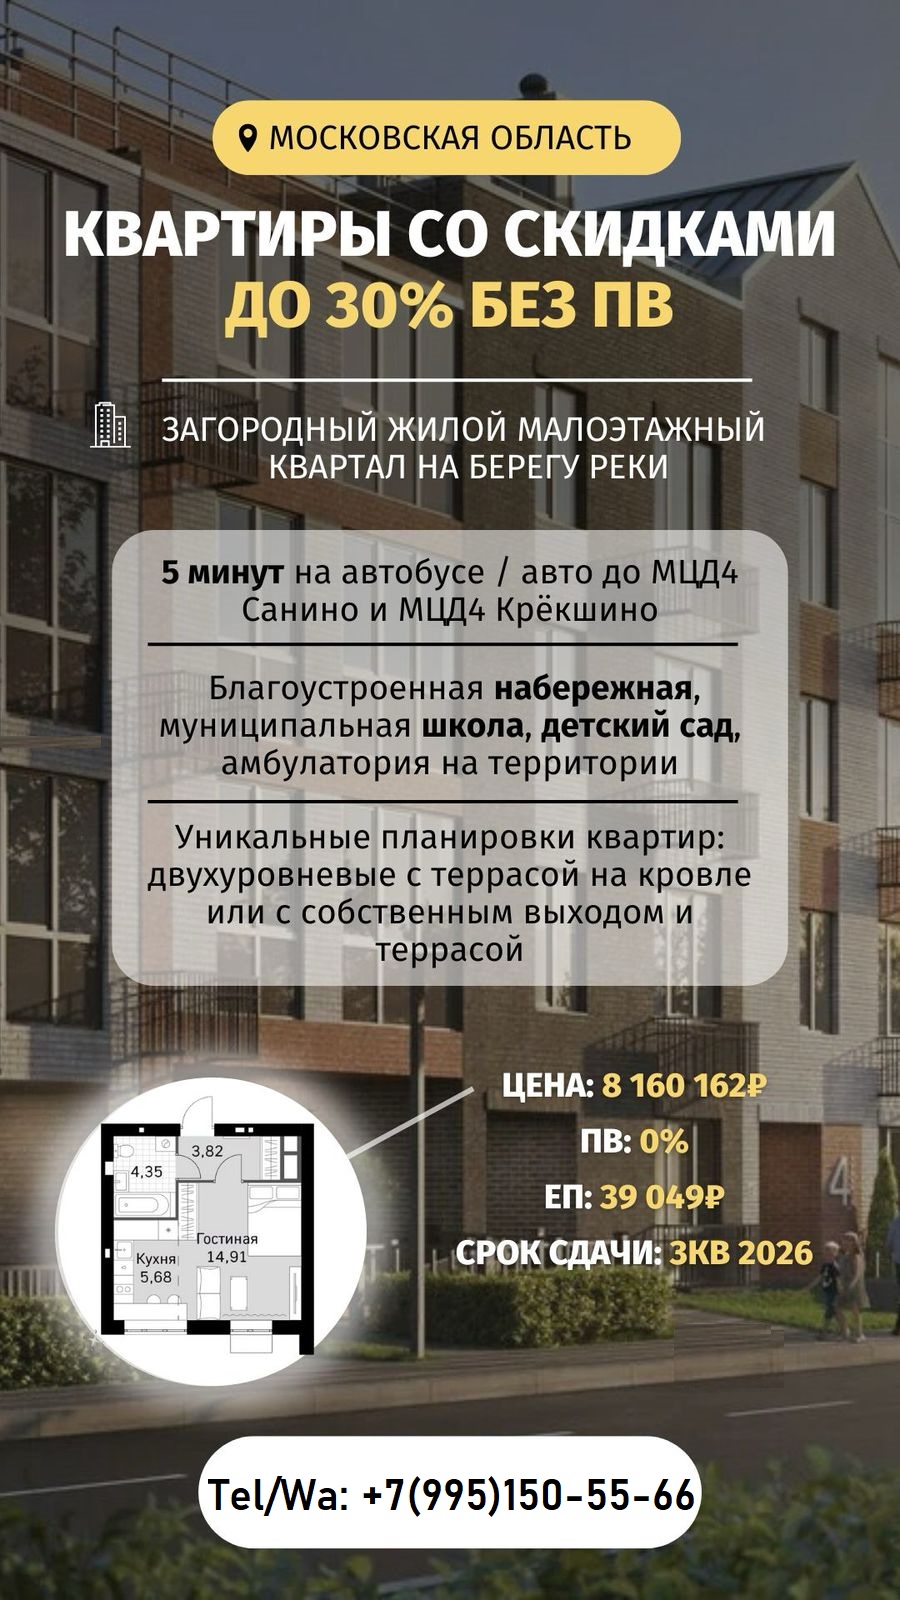 МОСКОВСКАЯ ОБЛАСТЬ
КВАРТИРЫ СО СКИДКАМИ
ДО 30% БЕЗ ПВ
ЗАГОРОДНЫЙ ЖИЛОЙ МАЛОЭТАЖНЫЙ
КВАРТАЛ НА БЕРЕГУ РЕКИ
5 минут на автобусе / авто до МЦД4
Санино и МЦД4 Крёкшино
Благоустроенная набережная,
муниципальная школа, детский сад,
амбулатория на территории
Уникальные планировки квартир:
двухуровневые с террасой на кровле
или с собственным выходом и
террасой
ЦЕНА: 8 160 162₽
ПВ: 0%
ЕП: 39 049₽
СРОК СДАЧИ: 3КВ 2026
3,82
4,35
Гостиная
14,91
Кухня
5,68
4
Tel/Wa: +7(995)150-55-66